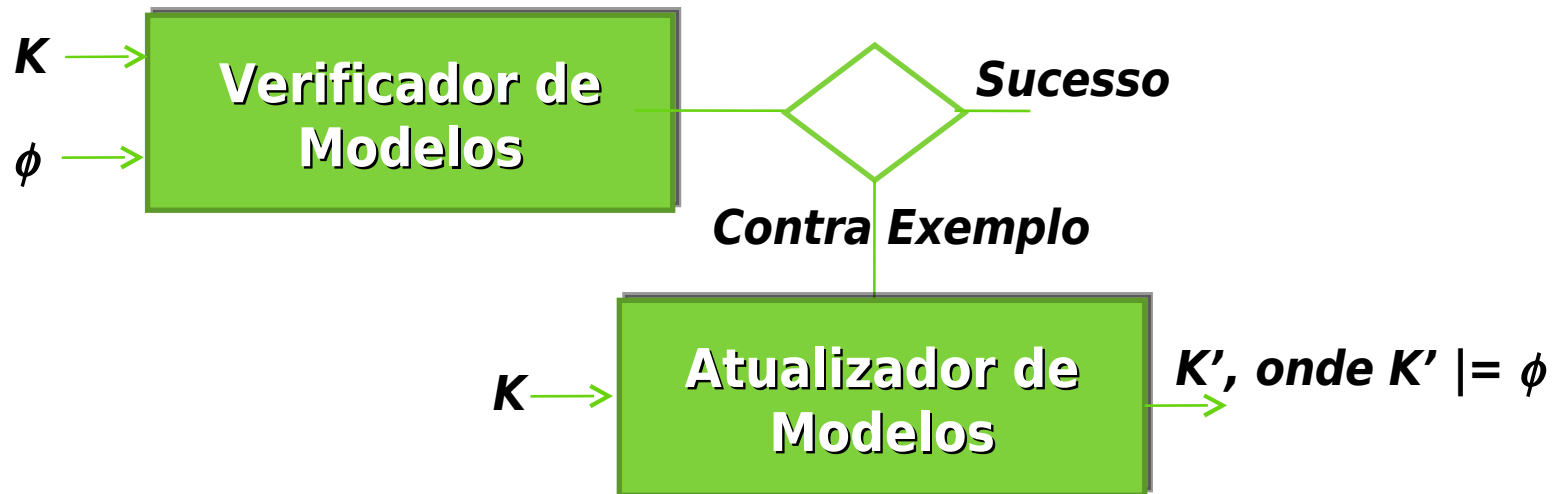 K
Verificador de
Modelos
Sucesso
ϕ
Contra Exemplo
K
Atualizador de
Modelos
K’, onde K’ |= ϕ